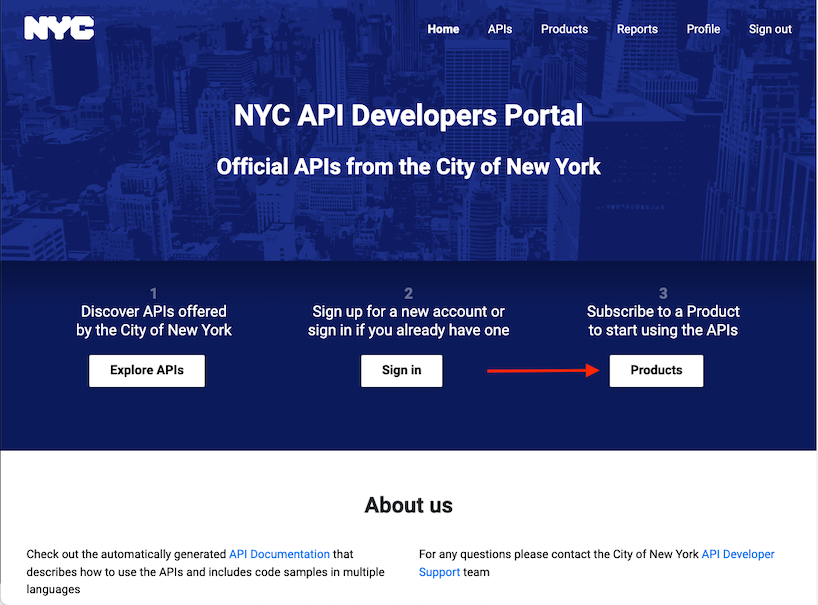 NYC
Home APIs Products Reports Profile Sign out
NYC API Developers Portal
Official APIs from the City of New York
1
Discover APIs offered
by the City of New York
Explore APIs
2
Sign up for a new account or
sign in if you already have one
Sign in
3
Subscribe to a Product
to start using the APIs
Products
About us
Check out the automatically generated API Documentation that
describes how to use the APIs and includes code samples in multiple
languages
For any questions please contact the City of New York API Developer
Support team